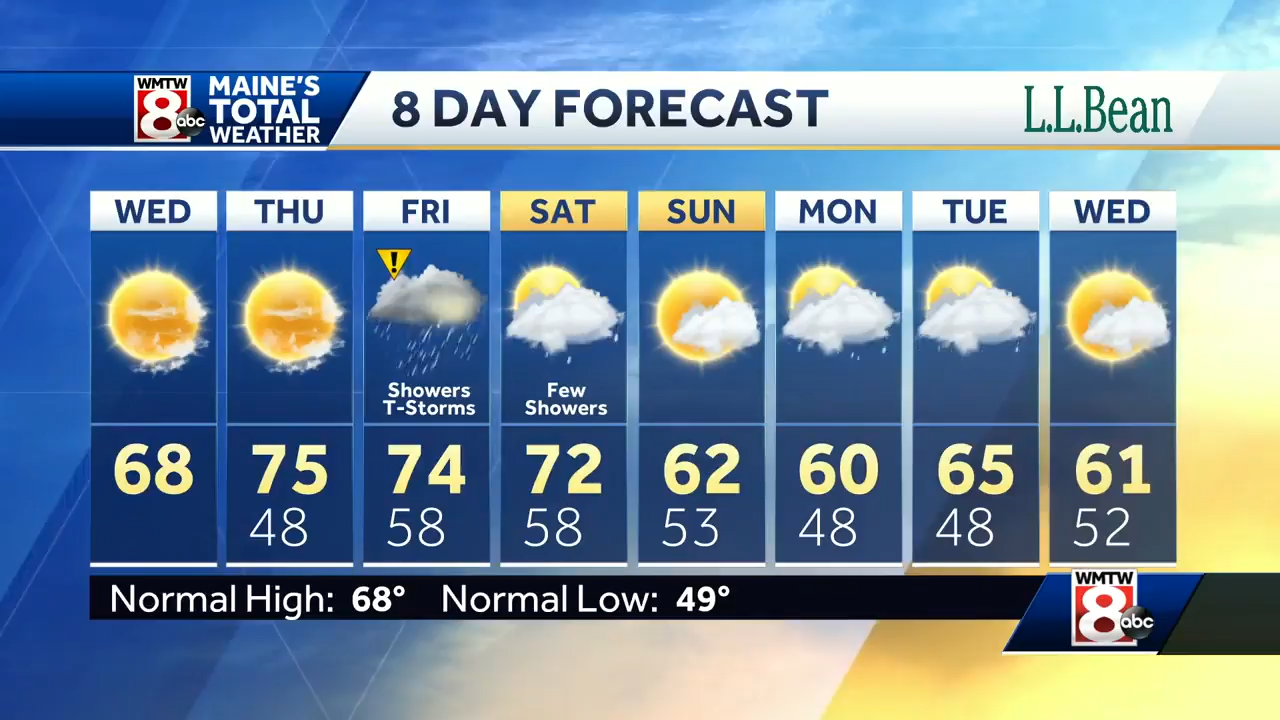 WMTW
8
abc
MAINE'S
TOTAL
WEATHER
8 DAY FORECAST
L.L.Bean
WED THU FRI SAT SUN MON TUE WED
!
Showers
T-Storms
Few
Showers
68 75 74 72 62 60 65 61
48 58 58 53 48 48 52
Normal High: 68° Normal Low: 49°
WMTW
8
abc